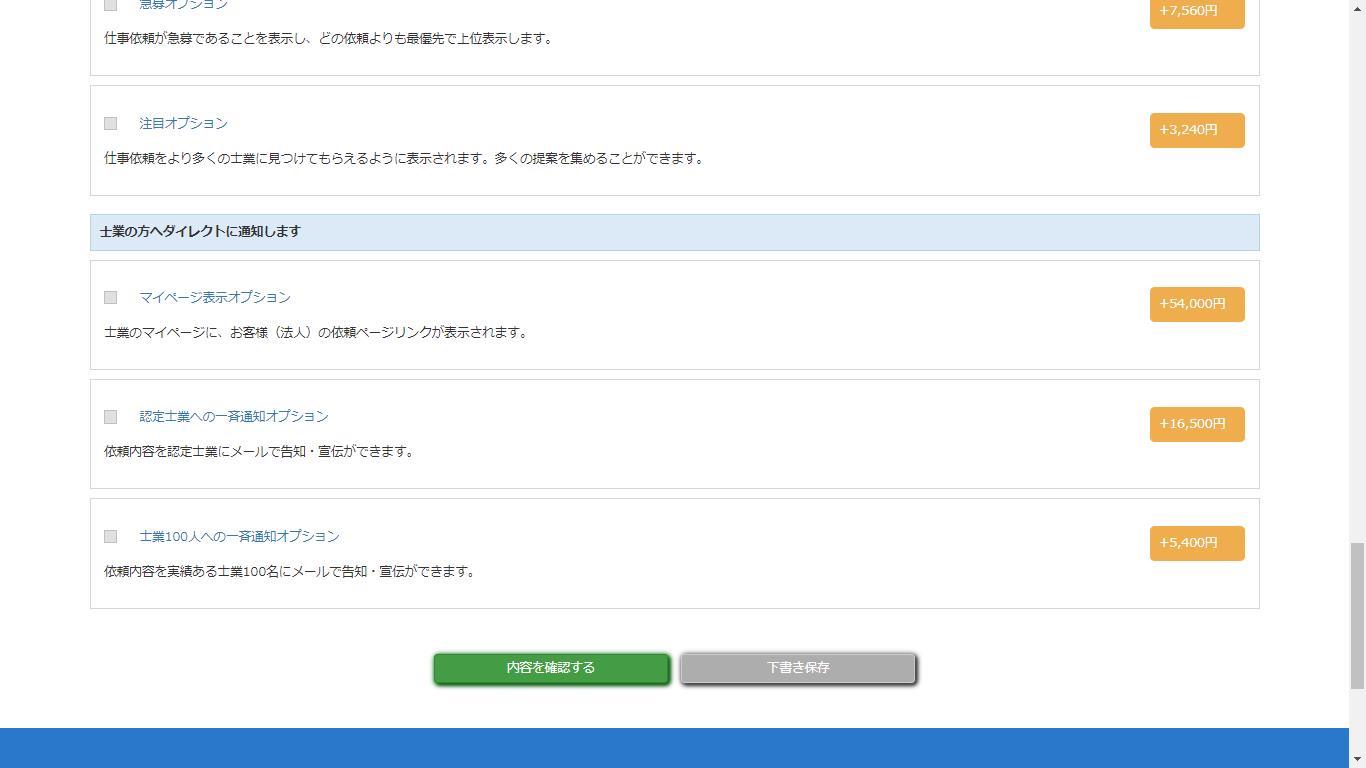 急募オプション
+7,560円
仕事依頼が急募であることを表示し、どの依頼よりも最優先で上位表示します。
注目オプション
+3,240円
仕事依頼をより多くの士業に見つけてもらえるように表示されます。多くの提案を集めることができます。
士業の方へダイレクトに通知します
マイページ表示オプション
+54,000円
士業のマイページに、お客様（法人）の依頼ページリンクが表示されます。
認定士業への一斉通知オプション
+16,500円
依頼内容を認定士業にメールで告知・宣伝ができます。
士業100人への一斉通知オプション
+5,400円
依頼内容を実績ある士業100名にメールで告知・宣伝ができます。
内容を確認する
下書き保存